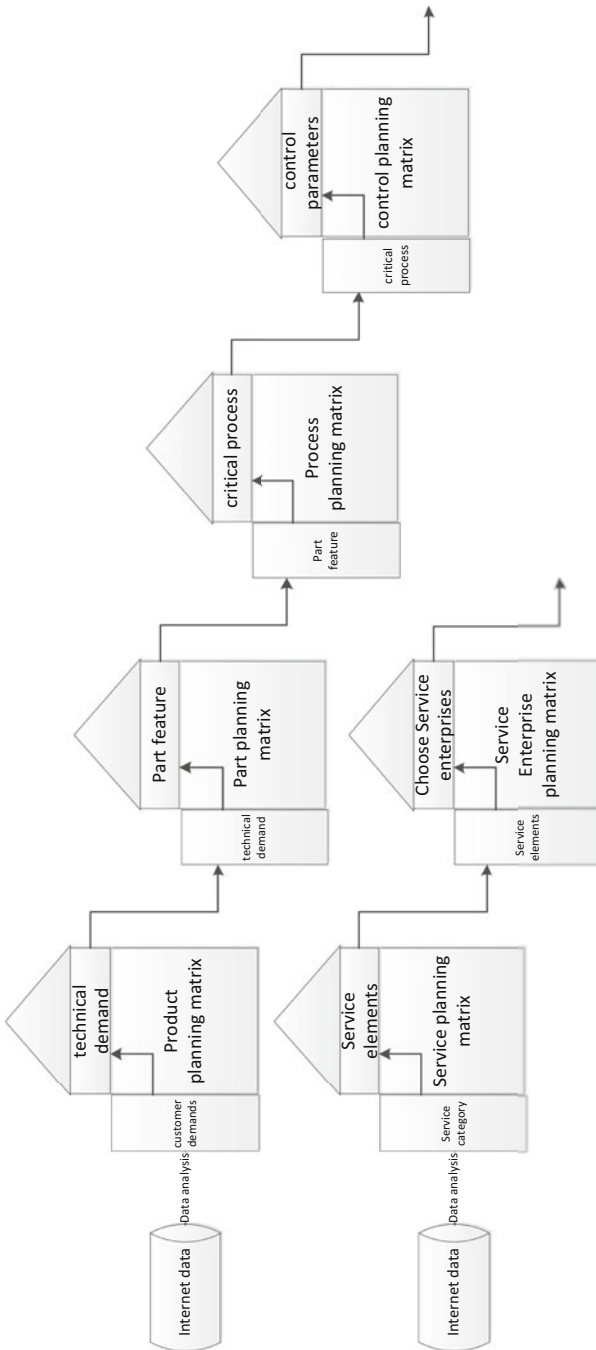 Internet data
Data analysis
customer
demands
technical
demand
Product
planning matrix
technical
demand
Part feature
Part planning
matrix
Part
feature
critical process
Process
planning matrix
critical
process
control
parameters
control planning
matrix
Internet data
Data analysis
Service
category
Service
elements
Service planning
matrix
Service
elements
Choose Service
enterprises
Service
Enterprise
planning matrix